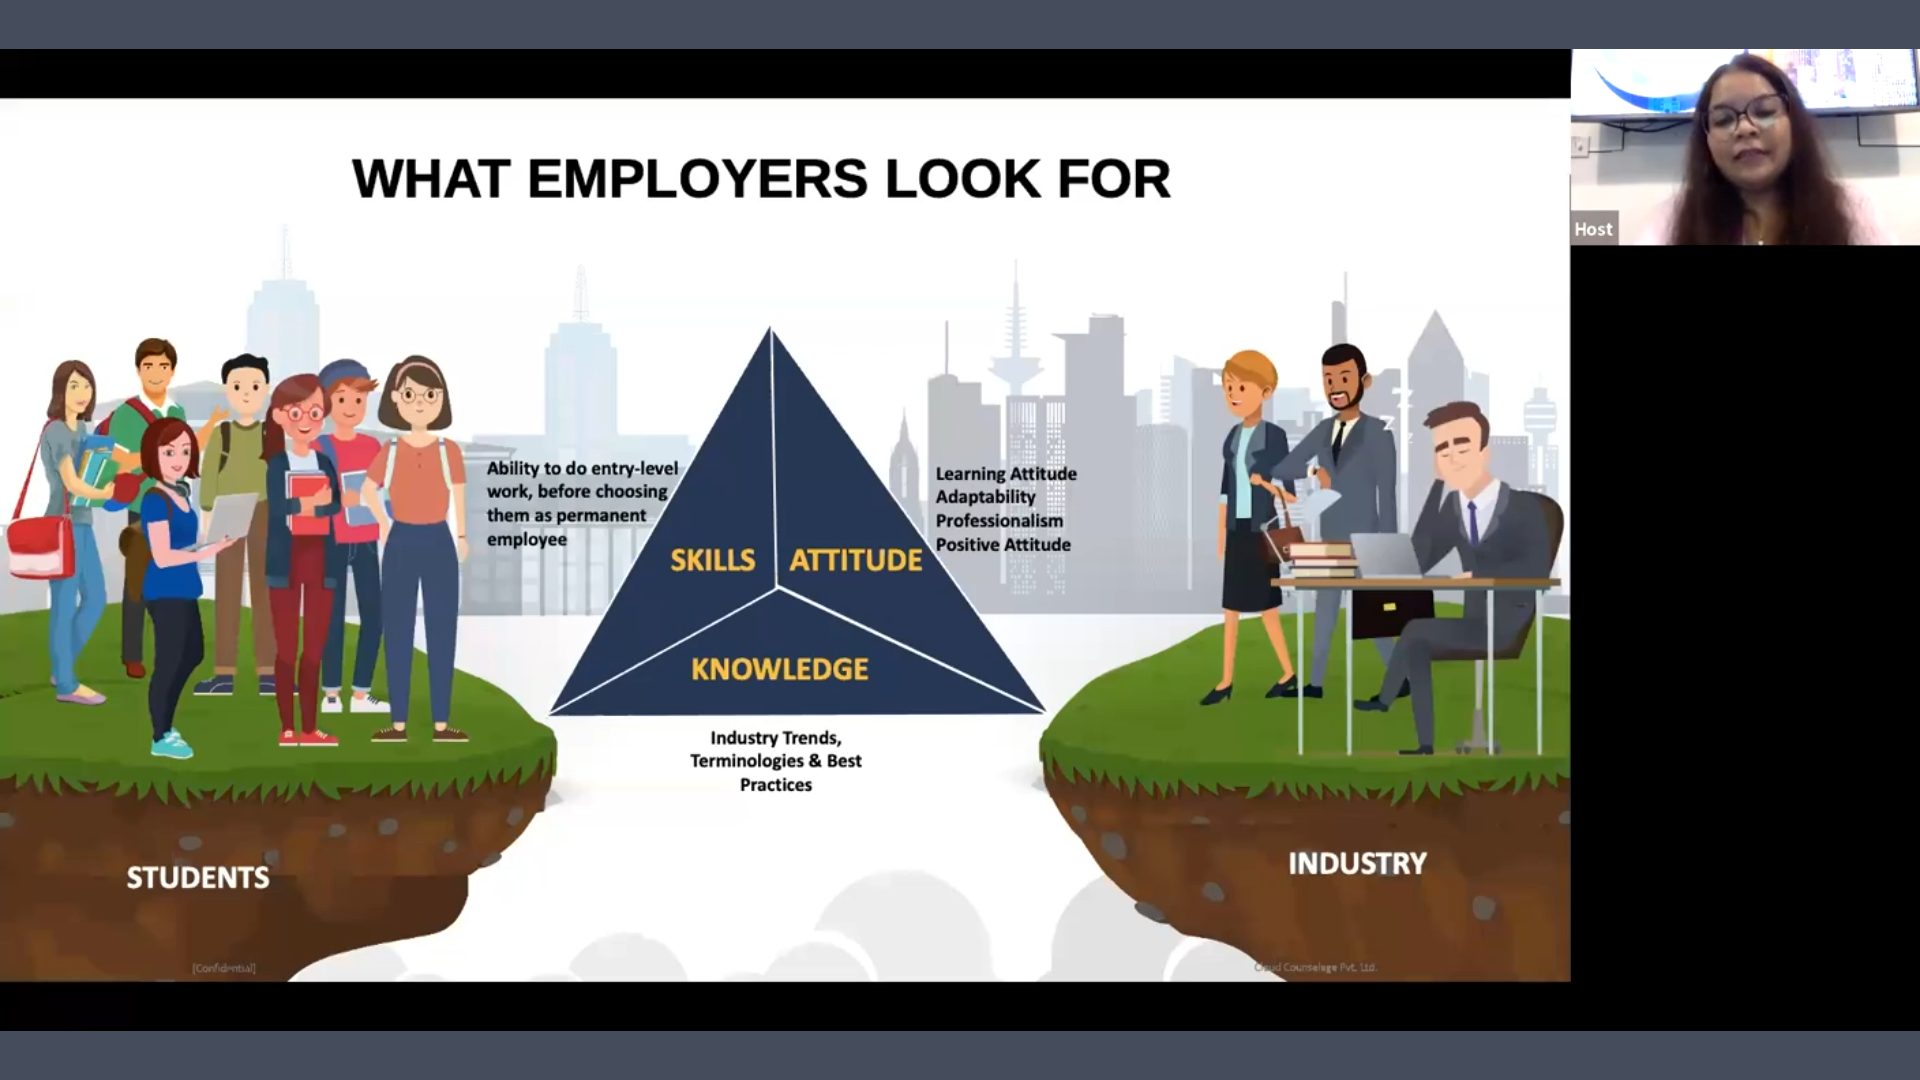 WHAT EMPLOYERS LOOK FOR
Host
Ability to do entry-level
work, before choosing
them as permanent
employee
Learning Attitude
Adaptability
Professionalism
Positive Attitude
SKILLS
ATTITUDE
KNOWLEDGE
Industry Trends,
Terminologies & Best
Practices
Z
Z
Z
STUDENTS
INDUSTRY
[Confidential]
Cloud Counselage Pvt. Ltd.